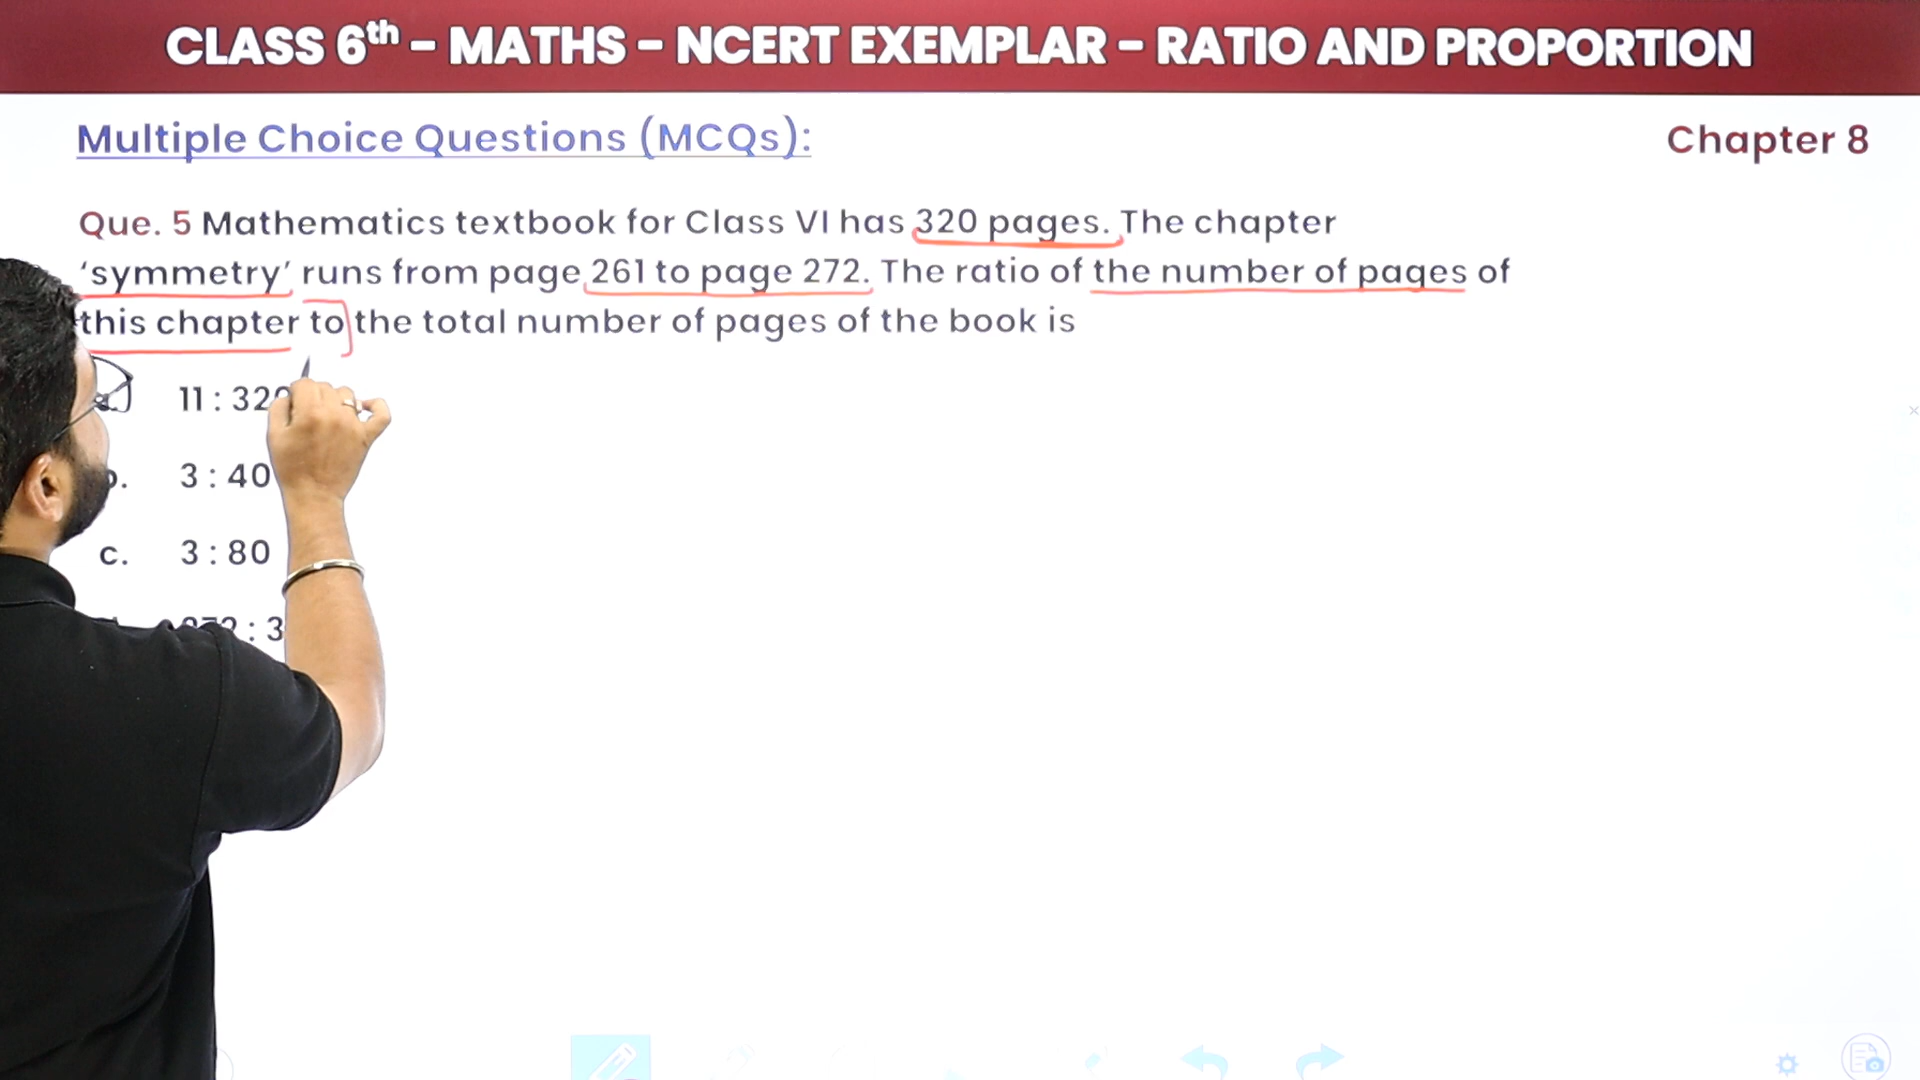 CLASS 6th – MATHS – NCERT EXEMPLAR – RATIO AND PROPORTION
Multiple Choice Questions (MCQs):
Chapter 8
Que. 5 Mathematics textbook for Class VI has 320 pages. The chapter
‘symmetry’ runs from page 261 to page 272. The ratio of the number of pages of
this chapter to the total number of pages of the book is
11 : 320
3 : 40
c. 3 : 80
: 3